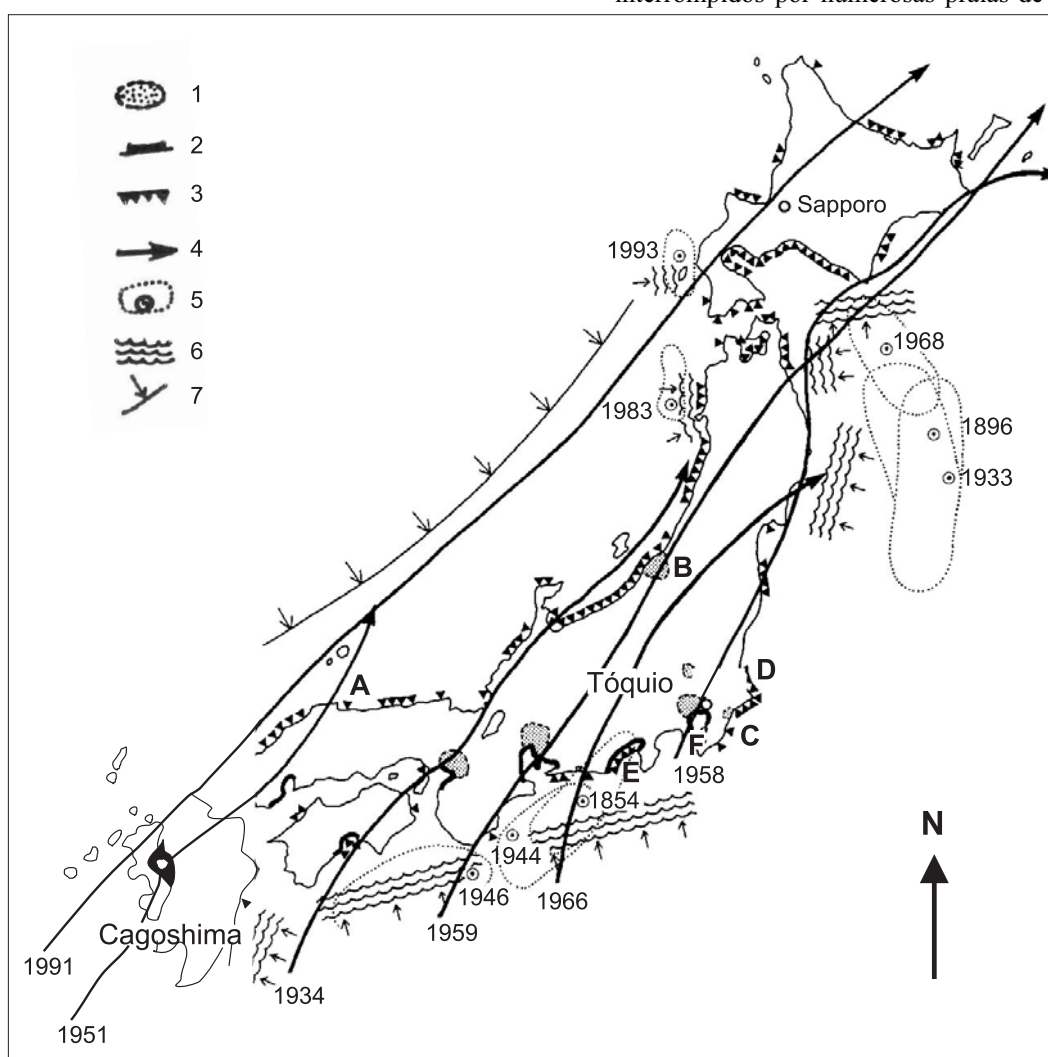 interrompidos por numerosas praias de
1
2
3
4
5
6
7
Sapporo
1993
1968
1983
1896
1933
B
A
Tóquio
D
C
F
E
1958
1854
N
1944
1946
1966
1959
Cagoshima
1991
1934
1951